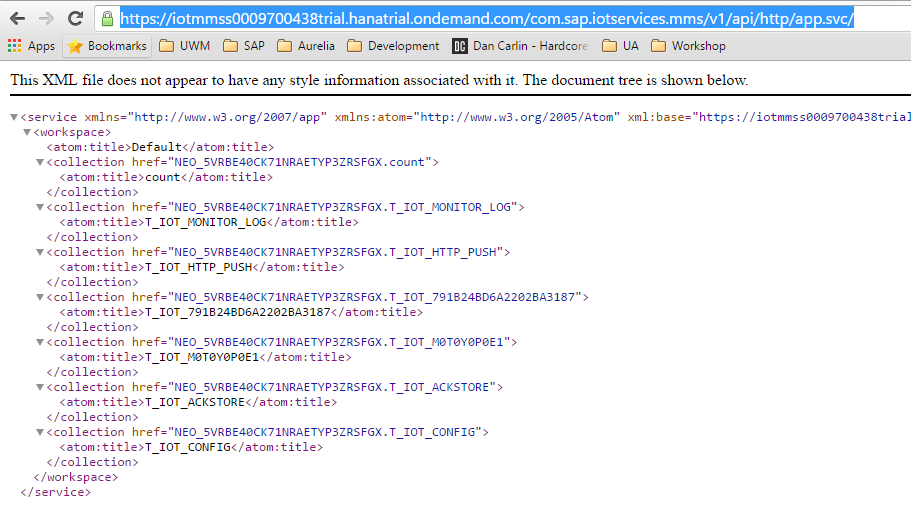 https://iotmmss0009700438trial.hanatrial.ondemand.com/com.sap.iotservices.mms/v1/api/http/app.svc/
Apps Bookmarks UWM SAP Aurelia Development DC Dan Carlin - Hardcore UA Workshop
This XML file does not appear to have any style information associated with it. The document tree is shown below.
<service xmlns="http://www.w3.org/2007/app" xmlns:atom="http://www.w3.org/2005/Atom" xml:base="https://iotmmss0009700438trial
<workspace>
<atom:title>Default</atom:title>
<collection href="NEO_5VRBE40CK71NRAETYP3ZRSFGX.count">
<atom:title>count</atom:title>
</collection>
<collection href="NEO_5VRBE40CK71NRAETYP3ZRSFGX.T_IOT_MONITOR_LOG">
<atom:title>T_IOT_MONITOR_LOG</atom:title>
</collection>
<collection href="NEO_5VRBE40CK71NRAETYP3ZRSFGX.T_IOT_HTTP_PUSH">
<atom:title>T_IOT_HTTP_PUSH</atom:title>
</collection>
<collection href="NEO_5VRBE40CK71NRAETYP3ZRSFGX.T_IOT_791B24BD6A2202BA3187">
<atom:title>T_IOT_791B24BD6A2202BA3187</atom:title>
</collection>
<collection href="NEO_5VRBE40CK71NRAETYP3ZRSFGX.T_IOT_M0T0Y0P0E1">
<atom:title>T_IOT_M0T0Y0P0E1</atom:title>
</collection>
<collection href="NEO_5VRBE40CK71NRAETYP3ZRSFGX.T_IOT_ACKSTORE">
<atom:title>T_IOT_ACKSTORE</atom:title>
</collection>
<collection href="NEO_5VRBE40CK71NRAETYP3ZRSFGX.T_IOT_CONFIG">
<atom:title>T_IOT_CONFIG</atom:title>
</collection>
</workspace>
</service>